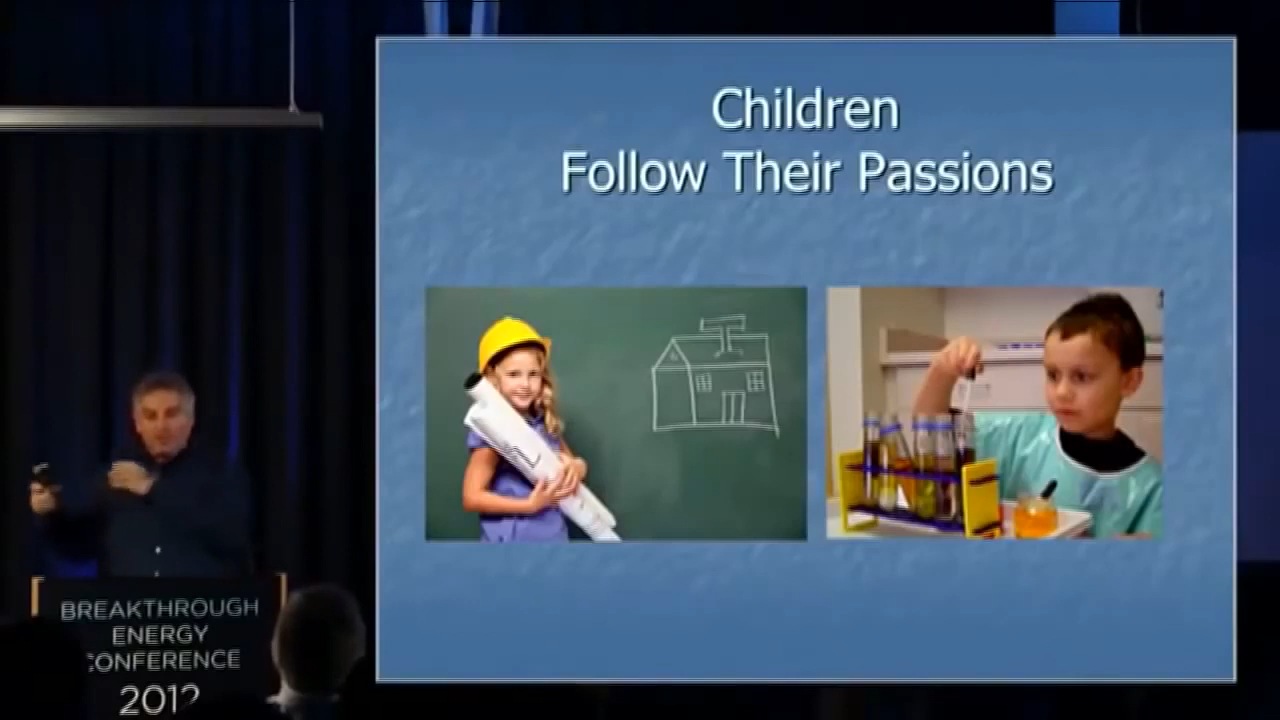 Children
Follow Their Passions
BREAKTHROUGH
ENERGY
CONFERENCE
2012